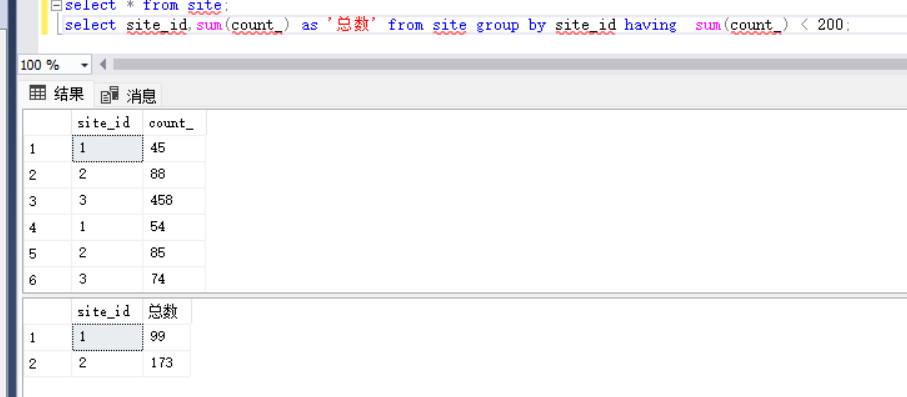 select * from site;
select site_id,sum(count_) as '总数' from site group by site_id having  sum(count_) < 200;
100 %
结果 消息
site_id count_
1 1 45
2 2 88
3 3 458
4 1 54
5 2 85
6 3 74
site_id 总数
1 1 99
2 2 173